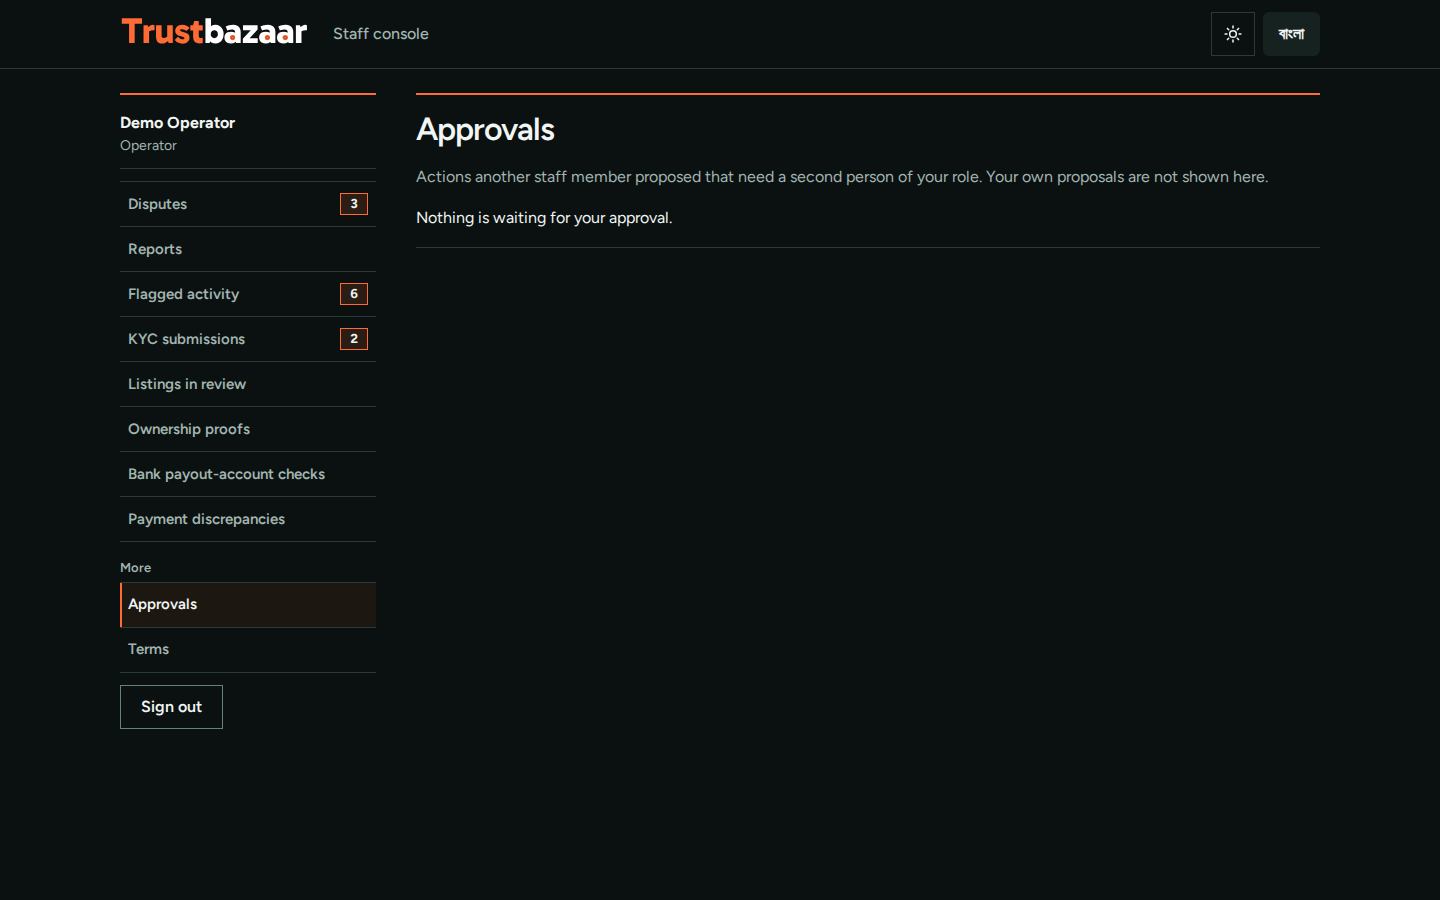 Trustbazaar
Staff console
বাংলা
Demo Operator
Operator
Disputes 3
Reports
Flagged activity 6
KYC submissions 2
Listings in review
Ownership proofs
Bank payout-account checks
Payment discrepancies
More
Approvals
Terms
Sign out
Approvals
Actions another staff member proposed that need a second person of your role. Your own proposals are not shown here.
Nothing is waiting for your approval.